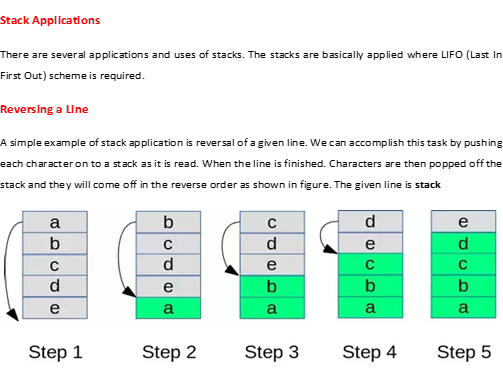 Stack Applications
There are several applications and uses of stacks. The stacks are basically applied where LIFO (Last In
First Out) scheme is required.
Reversing a Line
A simple example of stack application is reversal of a given line. We can accomplish this task by pushing
each character on to a stack as it is read. When the line is finished. Characters are then popped off the
stack and they will come off in the reverse order as shown in figure. The given line is stack
a b c d e
b c d e d
c d e c c
d e b b b
e a a a a
Step 1 Step 2 Step 3 Step 4 Step 5